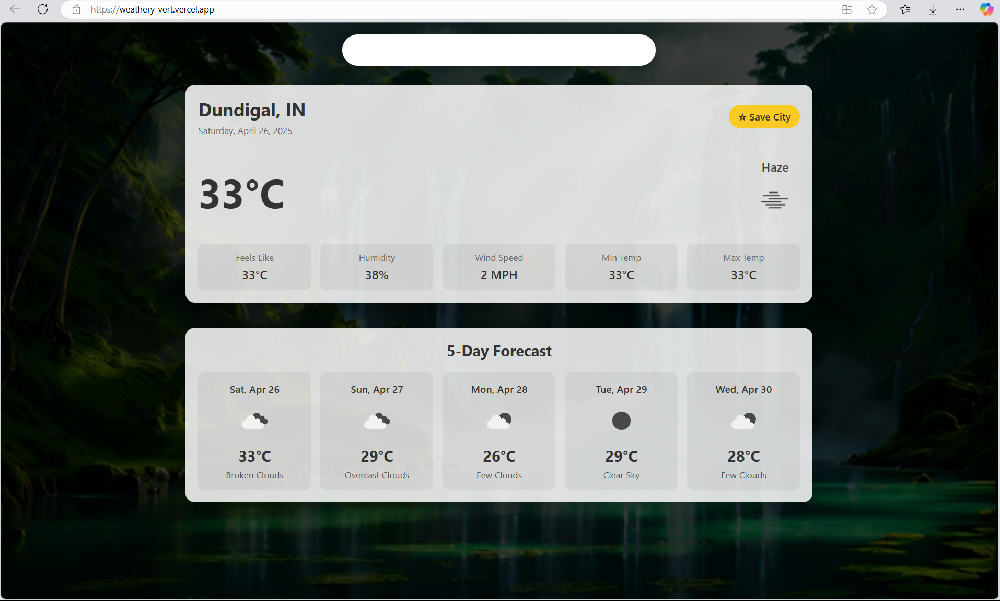 https://weathery-vert.vercel.app
Dundigal, IN
Saturday, April 26, 2025
☆ Save City
33°C
Haze
Feels Like
33°C
Humidity
38%
Wind Speed
2 MPH
Min Temp
33°C
Max Temp
33°C
5-Day Forecast
Sat, Apr 26
33°C
Broken Clouds
Sun, Apr 27
29°C
Overcast Clouds
Mon, Apr 28
26°C
Few Clouds
Tue, Apr 29
29°C
Clear Sky
Wed, Apr 30
28°C
Few Clouds